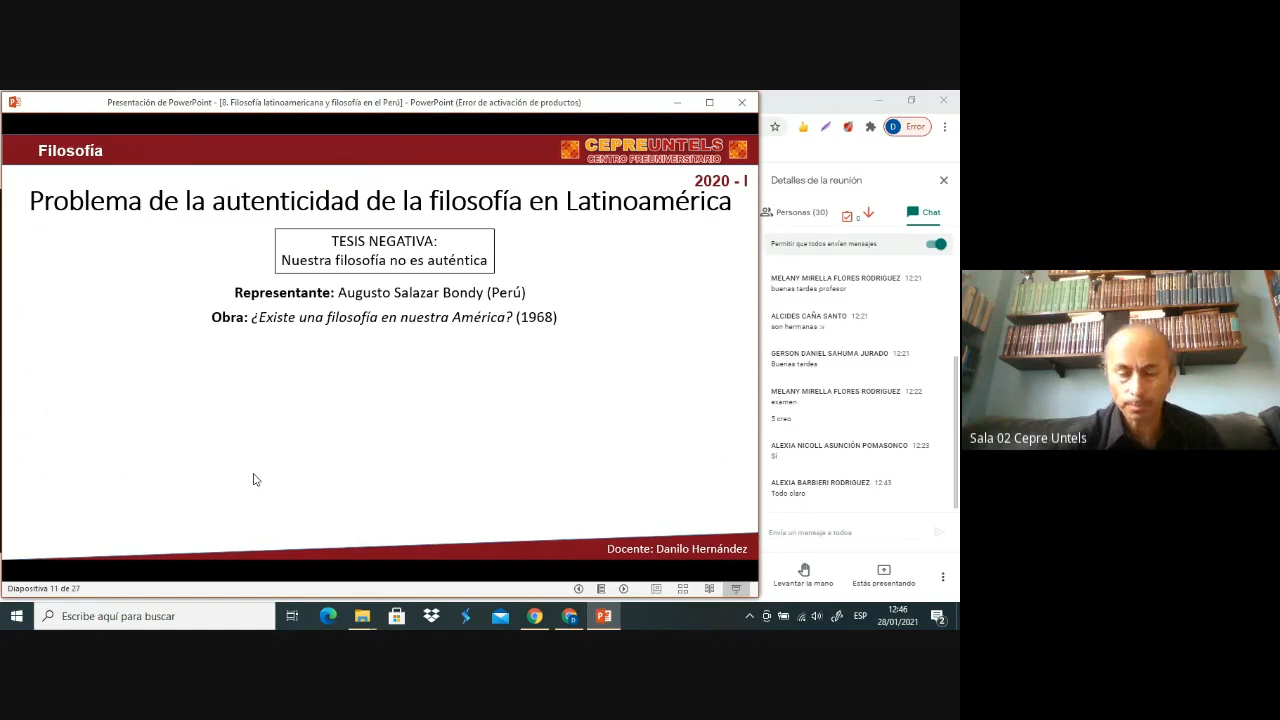 Presentación de PowerPoint - [8. Filosofía latinoamericana y filosofía en el Perú] - PowerPoint (Error de activación de productos)
Filosofía
CEPREUNTELS
CENTRO PREUNIVERSITARIO
2020 - I
Problema de la autenticidad de la filosofía en Latinoamérica
TESIS NEGATIVA:
Nuestra filosofía no es auténtica
Representante: Augusto Salazar Bondy (Perú)
Obra: ¿Existe una filosofía en nuestra América? (1968)
Docente: Danilo Hernández
Diapositiva 11 de 27
D Error
Detalles de la reunión
Personas (30)
0
Chat
Permitir que todos envíen mensajes
MELANY MIRELLA FLORES RODRIGUEZ 12:21
buenas tardes profesor
ALCIDES CAÑA SANTO 12:21
son hermanas :v
GERSON DANIEL SAHUMA JURADO 12:21
Buenas tardes
MELANY MIRELLA FLORES RODRIGUEZ 12:22
examen
5 creo
ALEXIA NICOLL ASUNCIÓN POMASONCO 12:23
Sí
ALEXIA BARBIERI RODRIGUEZ 12:43
Todo claro
Envía un mensaje a todos
Levantar la mano
Estás presentando
Sala 02 Cepre Untels
Escribe aquí para buscar
ESP
12:46
28/01/2021
2